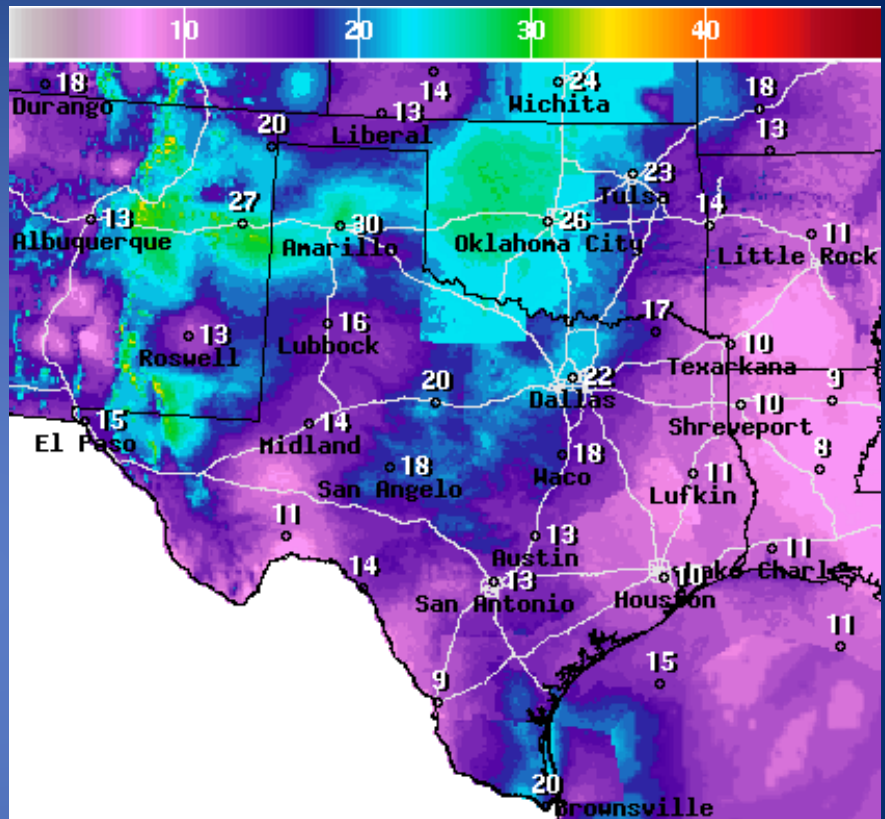 10 20 30 40
18 14 24 18
Durango Wichita
13
Liberal
20 13
23
Tulsa
13 27 30 26 14 11
Albuquerque Amarillo Oklahoma City Little Rock
13 16 17 10
Roswell Lubbock Texarkana
20 22 10 9
Dallas Shreveport
15 14
El Paso Midland
18 18 11 8
San Angelo Waco Lufkin
11 13 11
Austin Lake Charles
14 13 10
San Antonio Houston
11
9 15
20
Brownsville